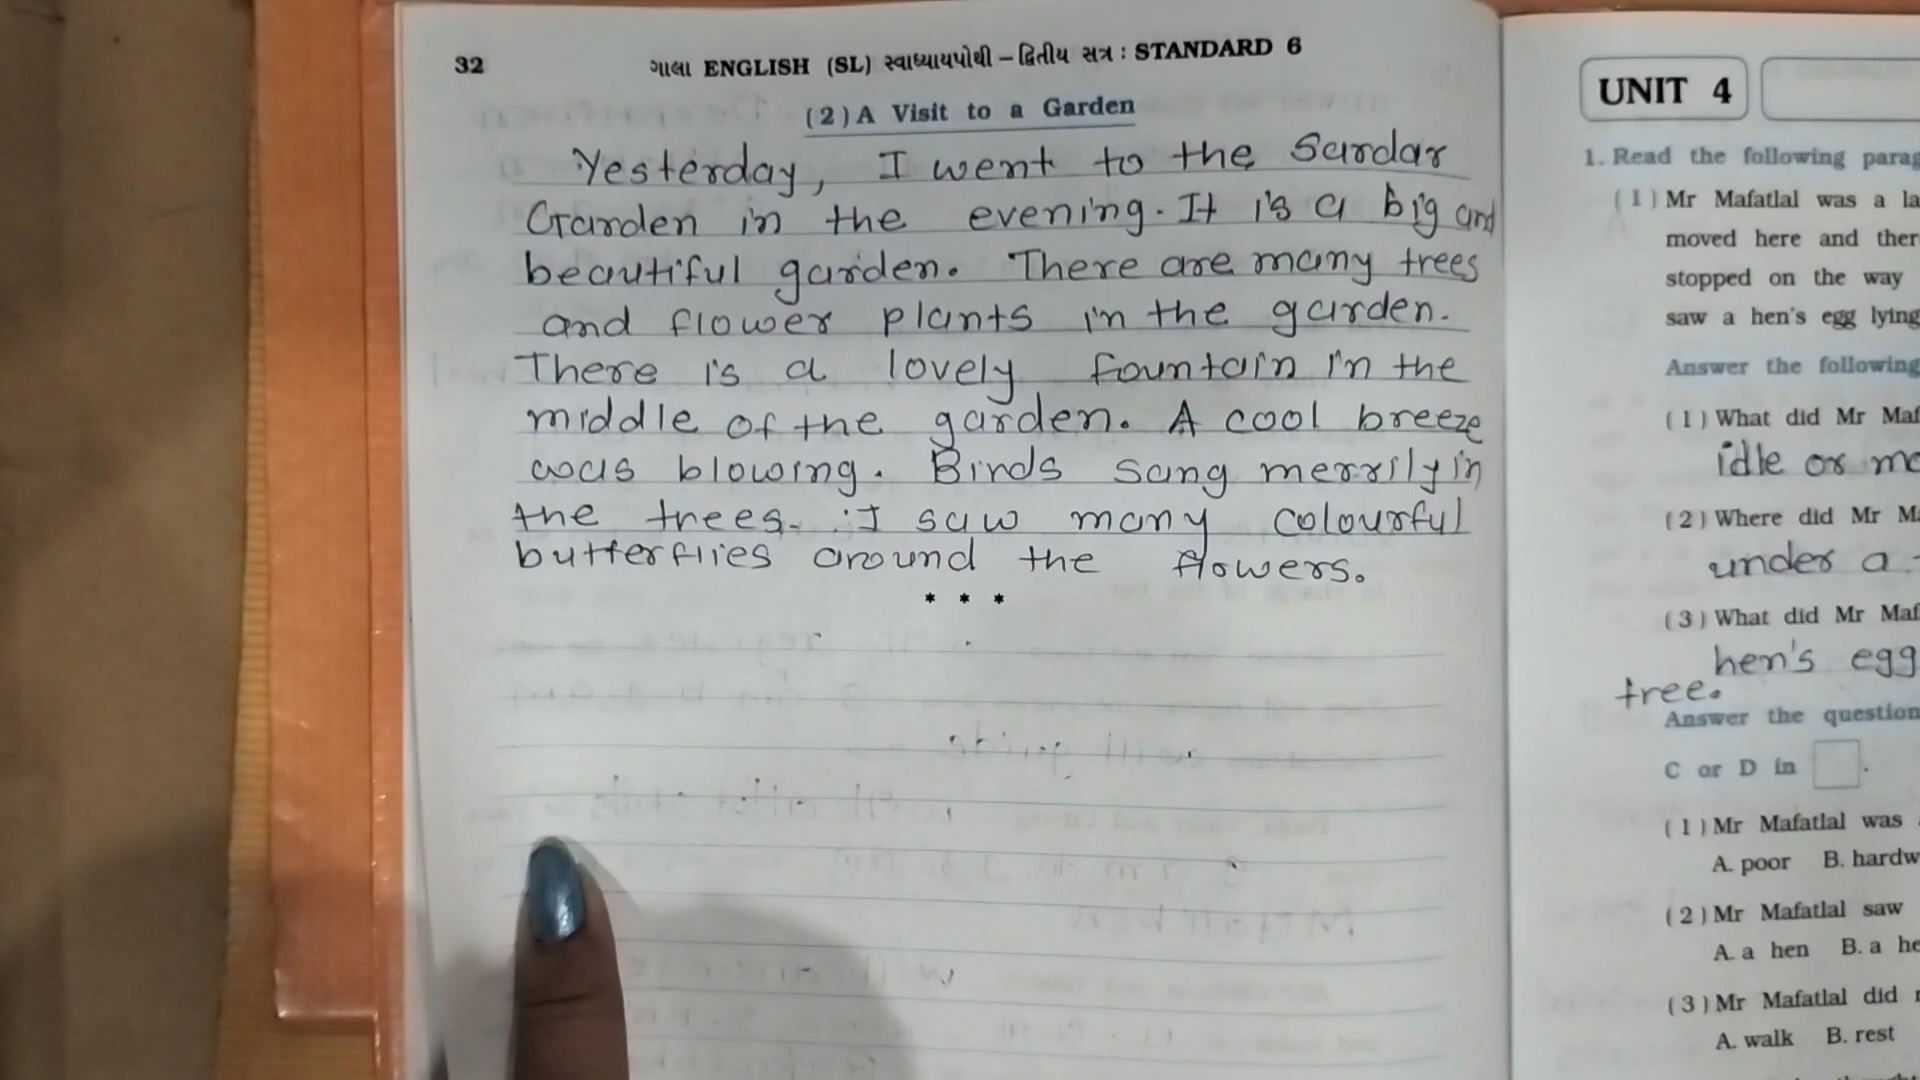 32
ગાલા ENGLISH (SL) સ્વાધ્યાયપોથી – દ્વિતીય સત્ર : STANDARD 6
(2) A Visit to a Garden
Yesterday, I went to the Sardar
Garden in the evening. It is a big and
beautiful garden. There are many trees
and flower plants in the garden.
There is a lovely fountain in the
middle of the garden. A cool breeze
was blowing. Birds sang merrily in
the trees. I saw many colourful
butterflies around the flowers.
* * *
UNIT 4
1. Read the following
(1) Mr Mafatlal was a
moved here and
stopped on the way
saw a hen's egg lying
Answer the following
(1) What did Mr
idle or
(2) Where did Mr
under a
(3) What did Mr
hen's egg
tree.
Answer the
C or D in
.
(1) Mr Mafatlal was
A. poor B.
(2) Mr Mafatlal saw
A. a hen B. a
(3) Mr Mafatlal did
A. walk B. rest